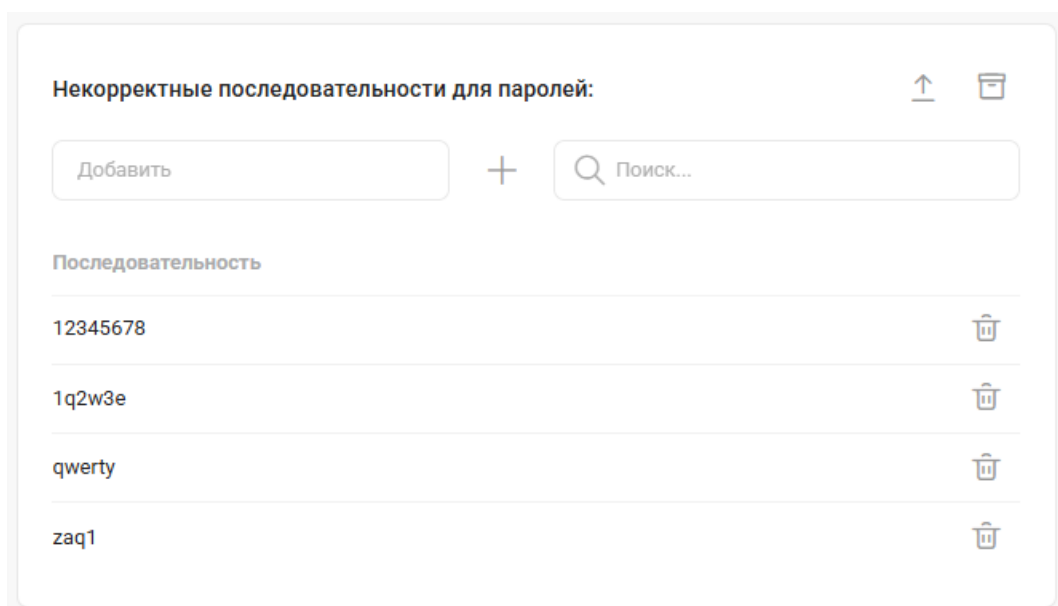 Некорректные последовательности для паролей:
Добавить
Поиск...
Последовательность
12345678
1q2w3e
qwerty
zaq1